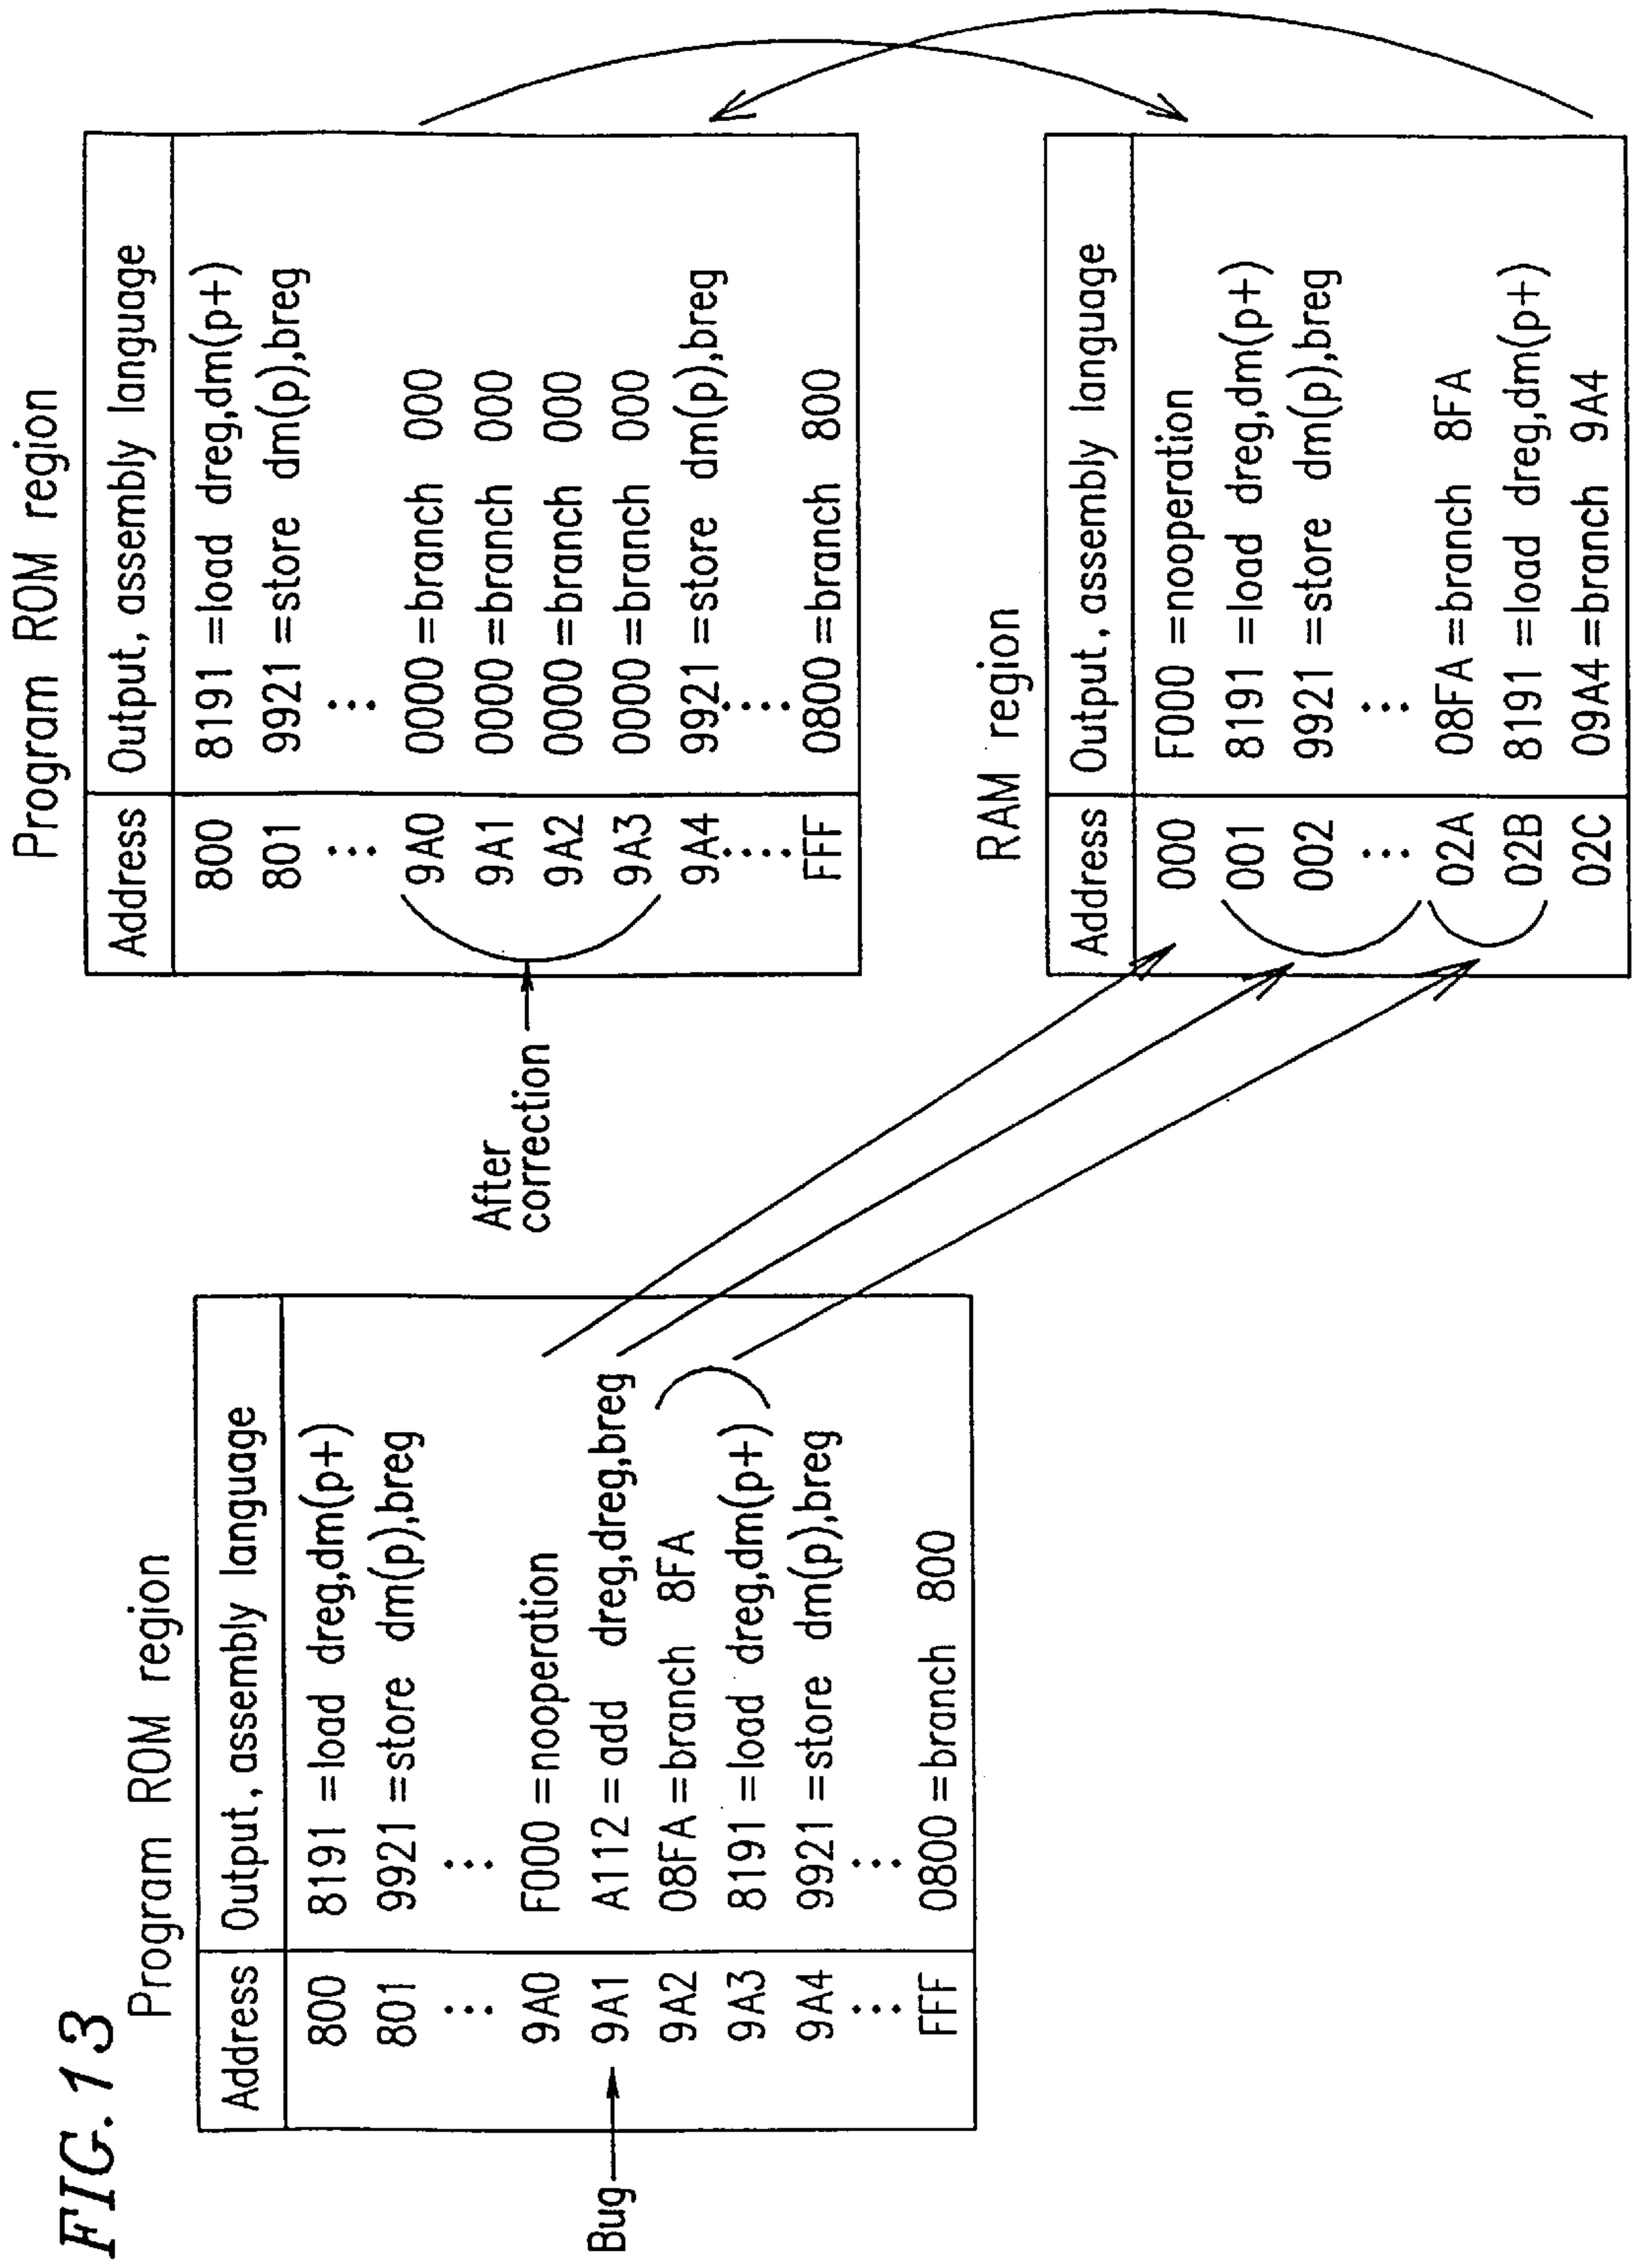 FIG. 13
Program ROM region
Address Output, assembly language
800 8191 =load dreg,dm(p+)
801 9921 =store dm(p),breg
⋮ ⋮
9A0 F000 =nooperation
Bug 9A1 A112 =add dreg,dreg,breg
9A2 08FA =branch 8FA
9A3 8191 =load dreg,dm(p+)
9A4 9921 =store dm(p),breg
⋮ ⋮
FFF 0800 =branch 800
After
correction
Program ROM region
Address Output, assembly language
800 8191 =load dreg,dm(p+)
801 9921 =store dm(p),breg
⋮ ⋮
9A0 0000 =branch 000
9A1 0000 =branch 000
9A2 0000 =branch 000
9A3 0000 =branch 000
9A4 9921 =store dm(p),breg
⋮ ⋮
FFF 0800 =branch 800
RAM region
Address Output, assembly language
000 F000 =nooperation
001 8191 =load dreg,dm(p+)
002 9921 =store dm(p),breg
⋮ ⋮
02A 08FA =branch 8FA
02B 8191 =load dreg,dm(p+)
02C 09A4 =branch 9A4